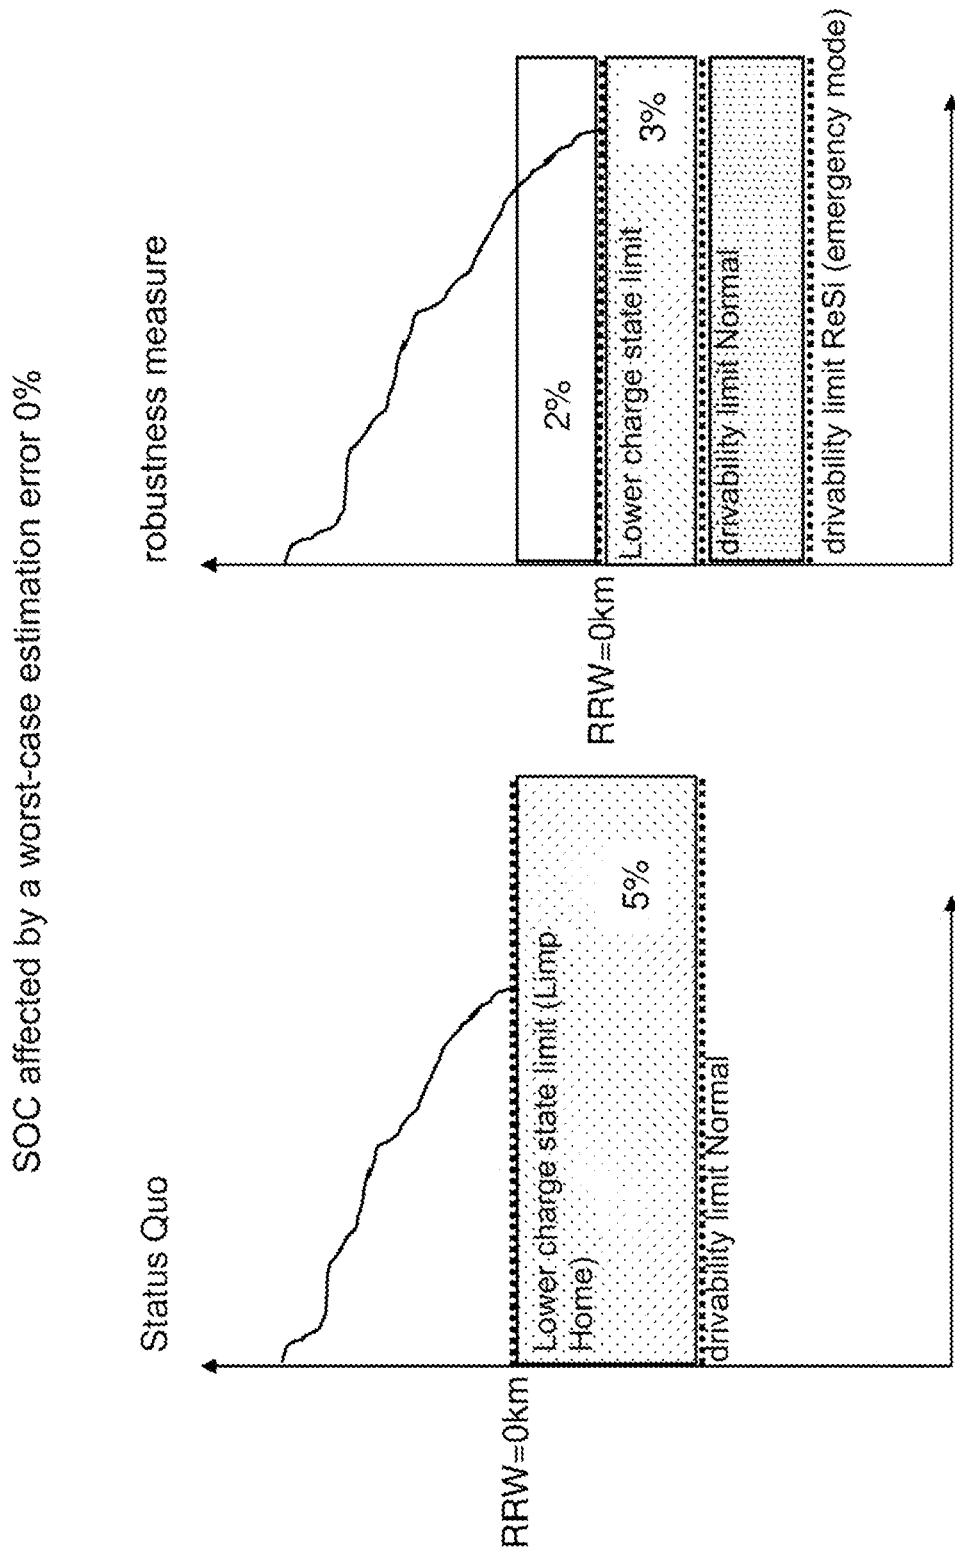 SOC affected by a worst-case estimation error 0%
Status Quo
RRW=0km
Lower charge state limit (Limp
Home)
5%
drivability limit Normal
robustness measure
RRW=0km
2%
Lower charge state limit
3%
drivability limit Normal
drivability limit ReSi (emergency mode)